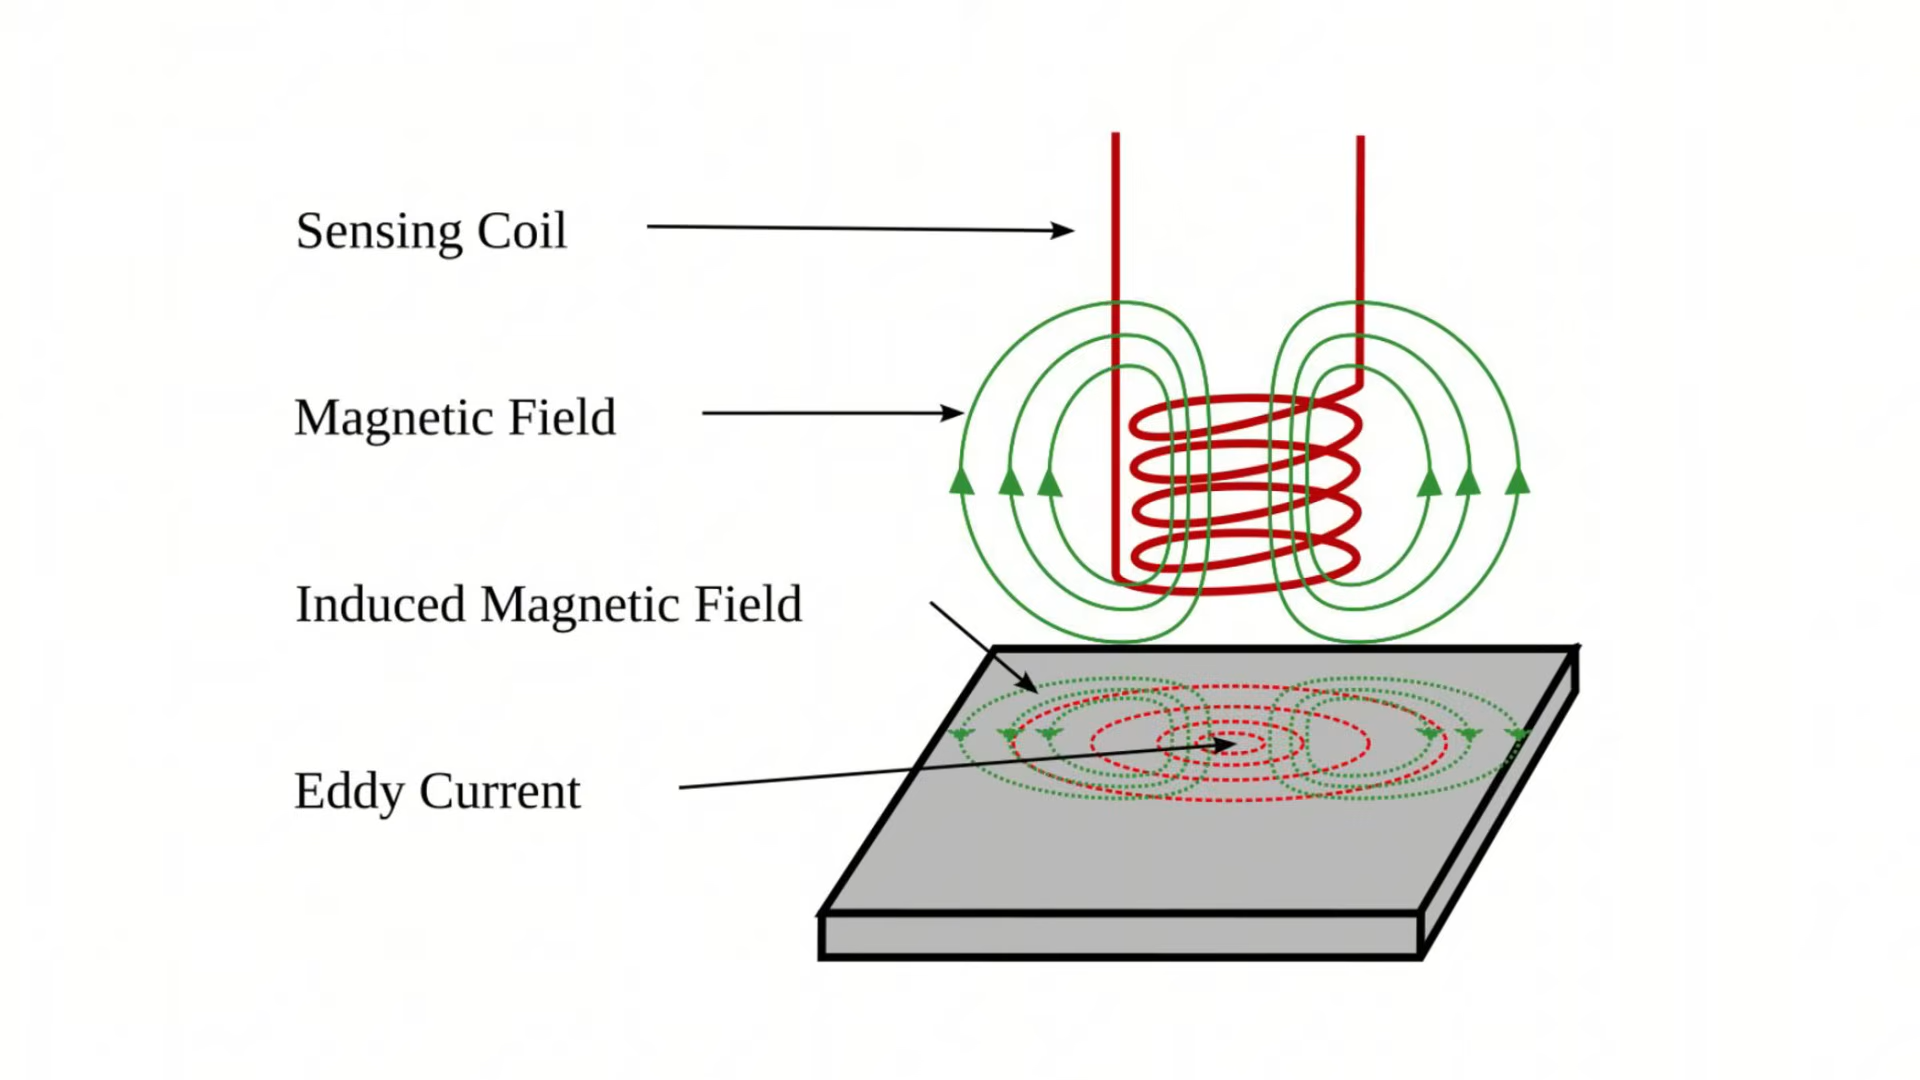 Sensing Coil
Magnetic Field
Induced Magnetic Field
Eddy Current